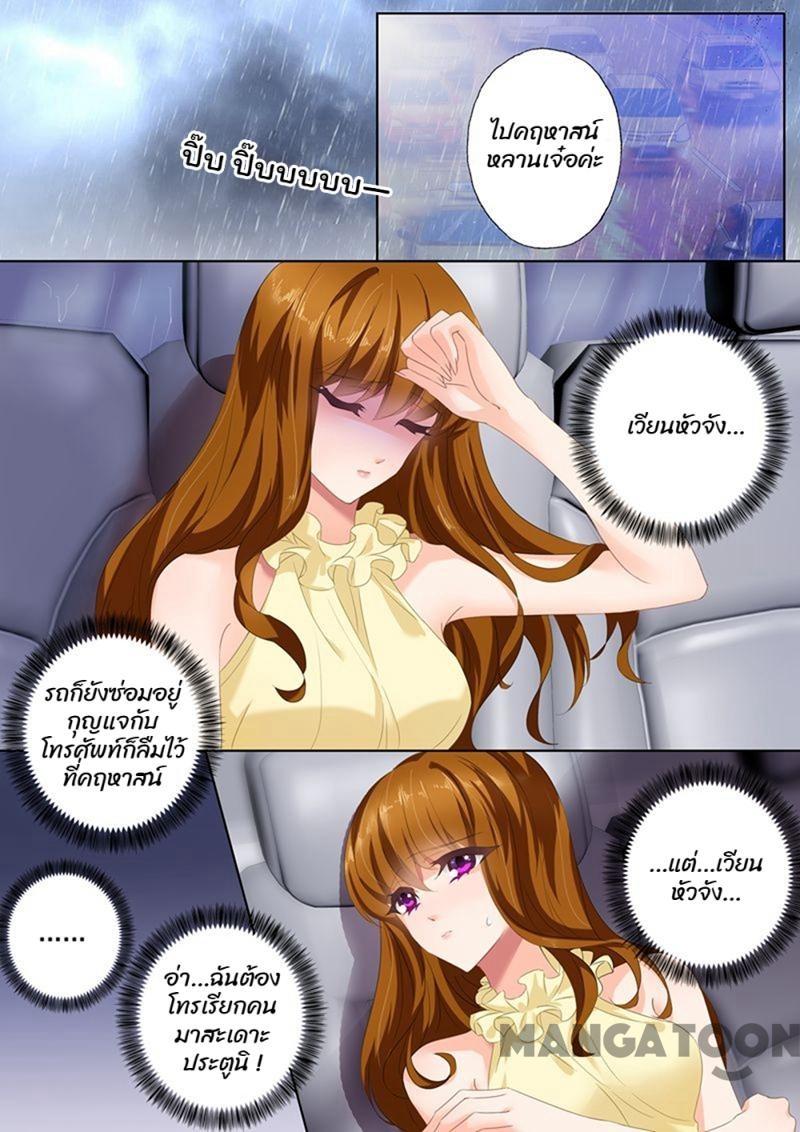 ไปคฤหาสน์
หลานเจ๋อค่ะ
ปี๊บ ปี๊บบบบบ—
เวียนหัวจัง...
รถก็ยังซ่อมอยู่
กุญแจกับ
โทรศัพท์ก็ลืมไว้
ที่คฤหาสน์
...แต่...เวียน
หัวจัง...
......
อ่า...ฉันต้อง
โทรเรียกคน
มาสะเดาะ
ประตูนิ !
MANGATOON